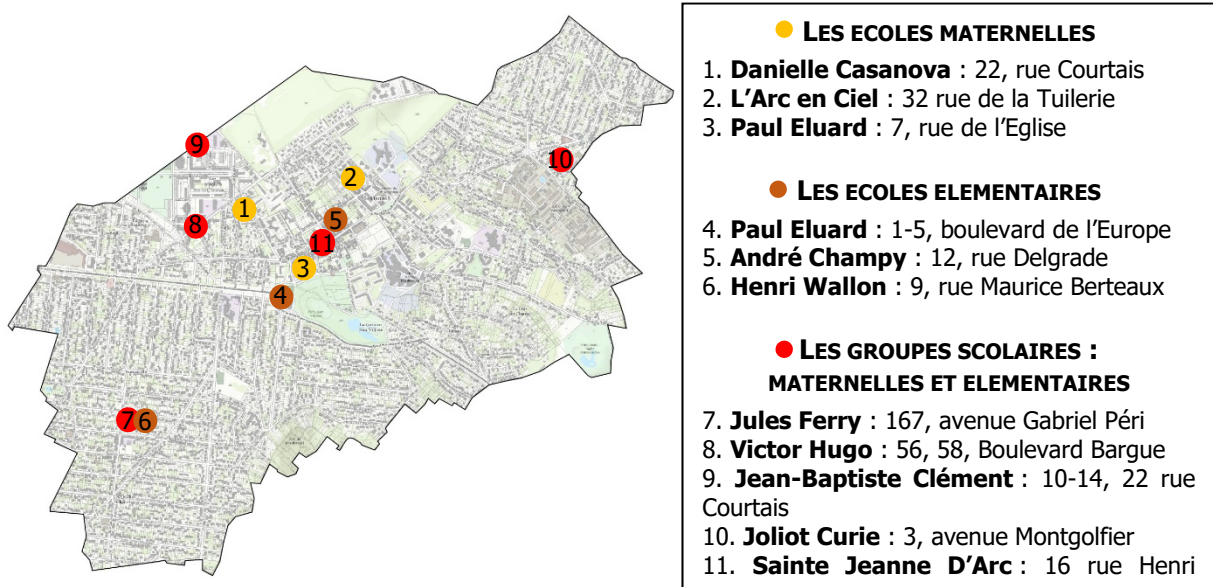 LES ECOLES MATERNELLES
1. Danielle Casanova : 22, rue Courtais
2. L'Arc en Ciel : 32 rue de la Tuilerie
3. Paul Eluard : 7, rue de l'Eglise
LES ECOLES ELEMENTAIRES
4. Paul Eluard : 1-5, boulevard de l'Europe
5. André Champy : 12, rue Delgrade
6. Henri Wallon : 9, rue Maurice Berteaux
LES GROUPES SCOLAIRES :
MATERNELLES ET ELEMENTAIRES
7. Jules Ferry : 167, avenue Gabriel Péri
8. Victor Hugo : 56, 58, Boulevard Bargue
9. Jean-Baptiste Clément : 10-14, 22 rue
Courtais
10. Joliot Curie : 3, avenue Montgolfier
11. Sainte Jeanne D'Arc : 16 rue Henri
9
10
2
1
5
8
11
3
4
7
6